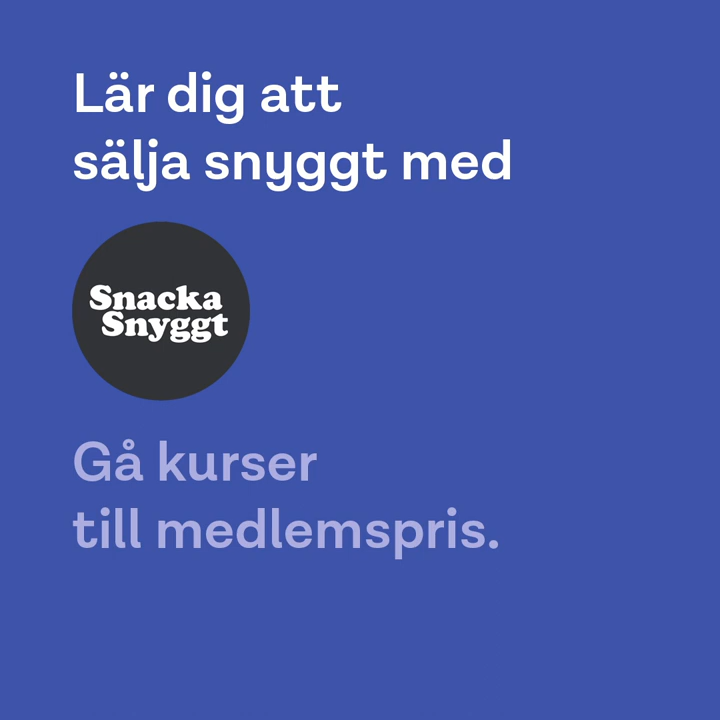 Lär dig att
sälja snyggt med
Snacka
Snyggt
Gå kurser
till medlemspris.